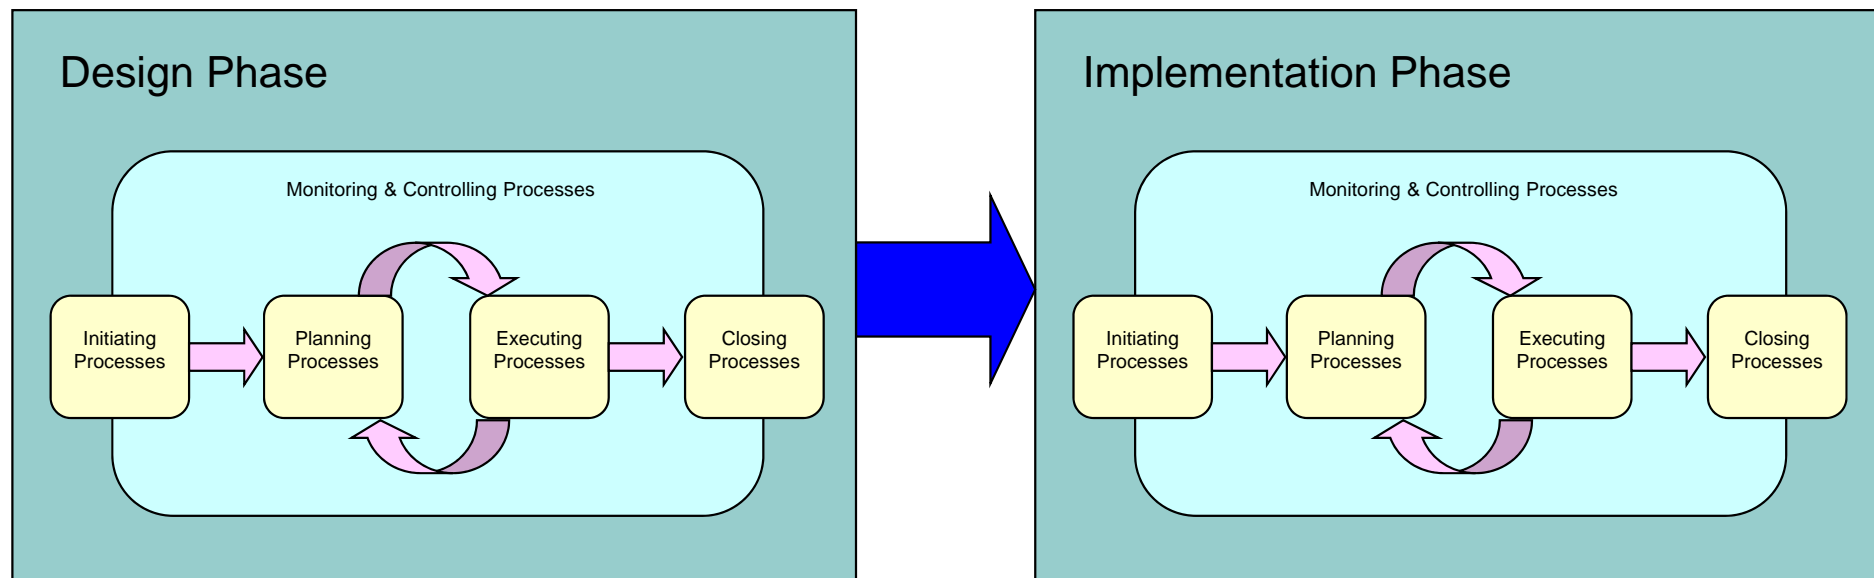 Design Phase
Monitoring & Controlling Processes
Initiating
Processes
Planning
Processes
Executing
Processes
Closing
Processes
Implementation Phase
Monitoring & Controlling Processes
Initiating
Processes
Planning
Processes
Executing
Processes
Closing
Processes